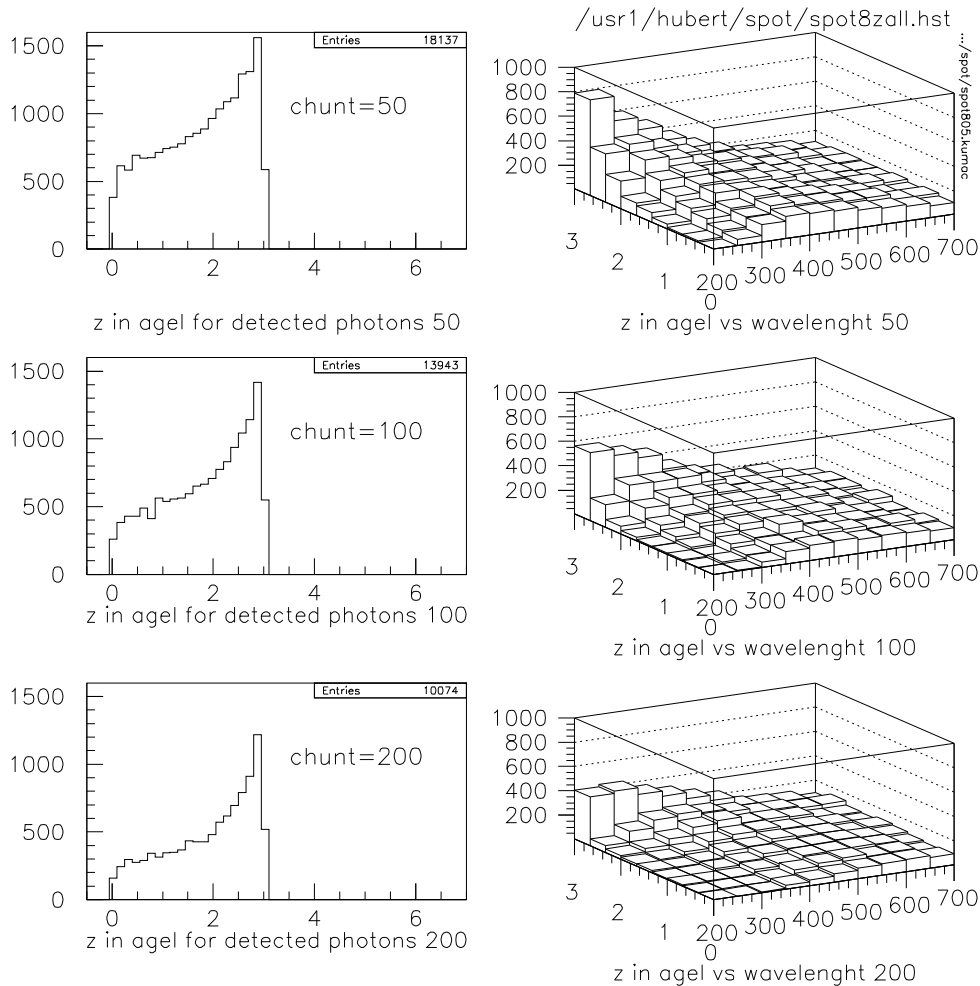 /usr1/hubert/spot/spot8zall.hst
.../spot/spot805.kumac
Entries 18137
chunt=50
1500
1000
500
0
0 2 4 6
z in agel for detected photons 50
1000
800
600
400
200
3 2 1 0
200 300 400 500 600 700
z in agel vs wavelenght 50
Entries 13943
chunt=100
1500
1000
500
0
0 2 4 6
z in agel for detected photons 100
1000
800
600
400
200
3 2 1 0
200 300 400 500 600 700
z in agel vs wavelenght 100
Entries 10074
chunt=200
1500
1000
500
0
0 2 4 6
z in agel for detected photons 200
1000
800
600
400
200
3 2 1 0
200 300 400 500 600 700
z in agel vs wavelenght 200